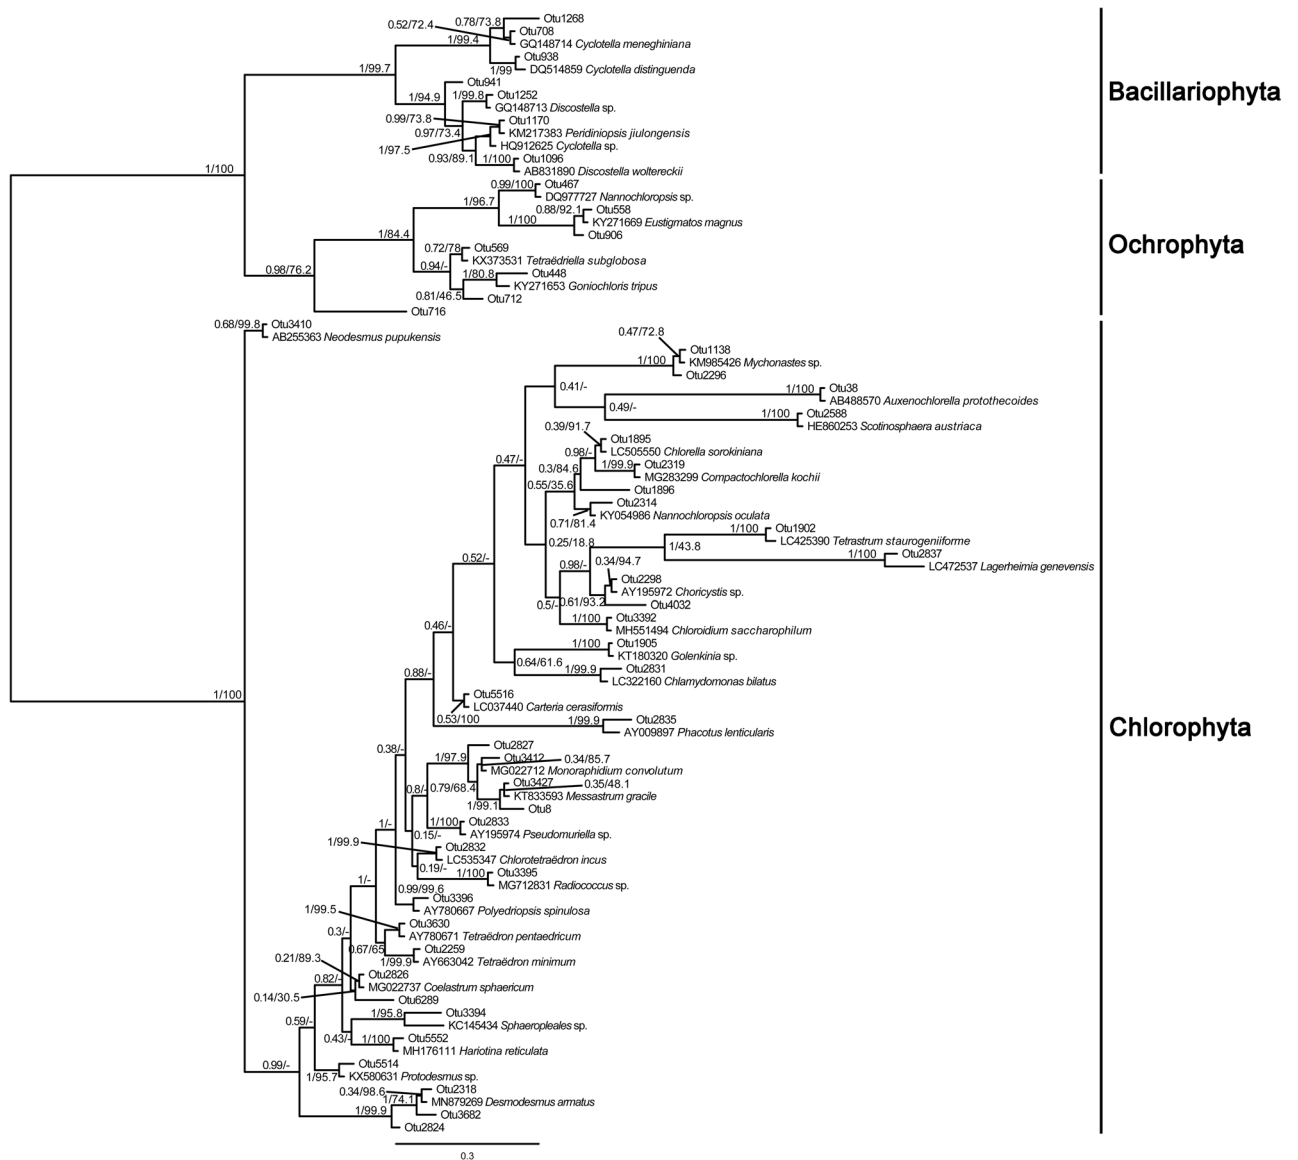 0.78/73.8 Otu1268
0.52/72.4 Otu708
GQ148714 Cyclotella meneghiniana
1/99.4
Otu938
1/99 DQ514859 Cyclotella distinguenda
1/99.7
Otu941
1/94.9 1/99.8 Otu1252
GQ148713 Discostella sp.
Bacillariophyta
0.99/73.8 Otu1170
0.97/73.4 KM217383 Peridiniopsis jiulongensis
1/97.5 HQ912625 Cyclotella sp.
0.93/89.1 1/100 Otu1096
AB831890 Discostella woltereckii
1/100
0.99/100 Otu467
DQ977727 Nannochloropsis sp.
1/96.7
0.88/92.1 Otu558
1/100 KY271669 Eustigmatos magnus
Otu906
1/84.4
Ochrophyta
0.72/78 Otu569
KX373531 Tetraëdriella subglobosa
0.98/76.2 0.94/- 1/80.8 Otu448
KY271653 Goniochloris tripus
0.81/46.5 Otu712
Otu716
0.68/99.8 Otu3410
AB255363 Neodesmus pupukensis
0.47/72.8
Otu1138
1/100 KM985426 Mychonastes sp.
Otu2296
0.41/- 1/100 Otu38
AB488570 Auxenochlorella protothecoides
0.49/- 1/100 Otu2588
HE860253 Scotinosphaera austriaca
0.39/91.7
Otu1895
0.98/- LC505550 Chlorella sorokiniana
0.47/- 0.3/84.6 1/99.9 Otu2319
MG283299 Compactochlorella kochii
0.55/35.6 Otu1896
Otu2314
KY054986 Nannochloropsis oculata
0.71/81.4
1/100 Otu1902
0.25/18.8 1/43.8 LC425390 Tetrastrum staurogeniiforme
0.52/- 1/100 Otu2837
0.98/- 0.34/94.7 LC472537 Lagerheimia genevensis
Otu2298
AY195972 Choricystis sp.
0.5/- 0.61/93.2 Otu4032
1/100 Otu3392
MH551494 Chloroidium saccharophilum
0.46/-
1/100 Otu1905
KT180320 Golenkinia sp.
0.64/61.6 1/99.9 Otu2831
LC322160 Chlamydomonas bilatus
0.88/-
Otu5516
1/100 LC037440 Carteria cerasiformis
0.53/100 1/99.9 Otu2835
AY009897 Phacotus lenticularis
Chlorophyta
0.38/- Otu2827
1/97.9 Otu3412 0.34/85.7
MG022712 Monoraphidium convolutum
0.8/- 0.79/68.4 Otu3427 0.35/48.1
KT833593 Messastrum gracile
1/99.1 Otu8
1/- 1/100 Otu2833
0.15/- AY195974 Pseudomuriella sp.
1/99.9 Otu2832
LC535347 Chlorotetraëdron incus
0.19/- 1/100 Otu3395
MG712831 Radiococcus sp.
1/- 0.99/99.6
Otu3396
AY780667 Polyedriopsis spinulosa
1/99.5
Otu3630
0.3/- AY780671 Tetraëdron pentaedricum
0.67/65 Otu2259
0.21/89.3 1/99.9 AY663042 Tetraëdron minimum
0.82/- Otu2826
MG022737 Coelastrum sphaericum
0.14/30.5 Otu6289
1/95.8 Otu3394
0.59/- KC145434 Sphaeropleales sp.
0.43/- 1/100 Otu5552
MH176111 Hariotina reticulata
0.99/- Otu5514
1/95.7 KX580631 Protodesmus sp.
0.34/98.6 Otu2318
1/74.1 MN879269 Desmodesmus armatus
1/99.9 Otu3682
Otu2824
0.3